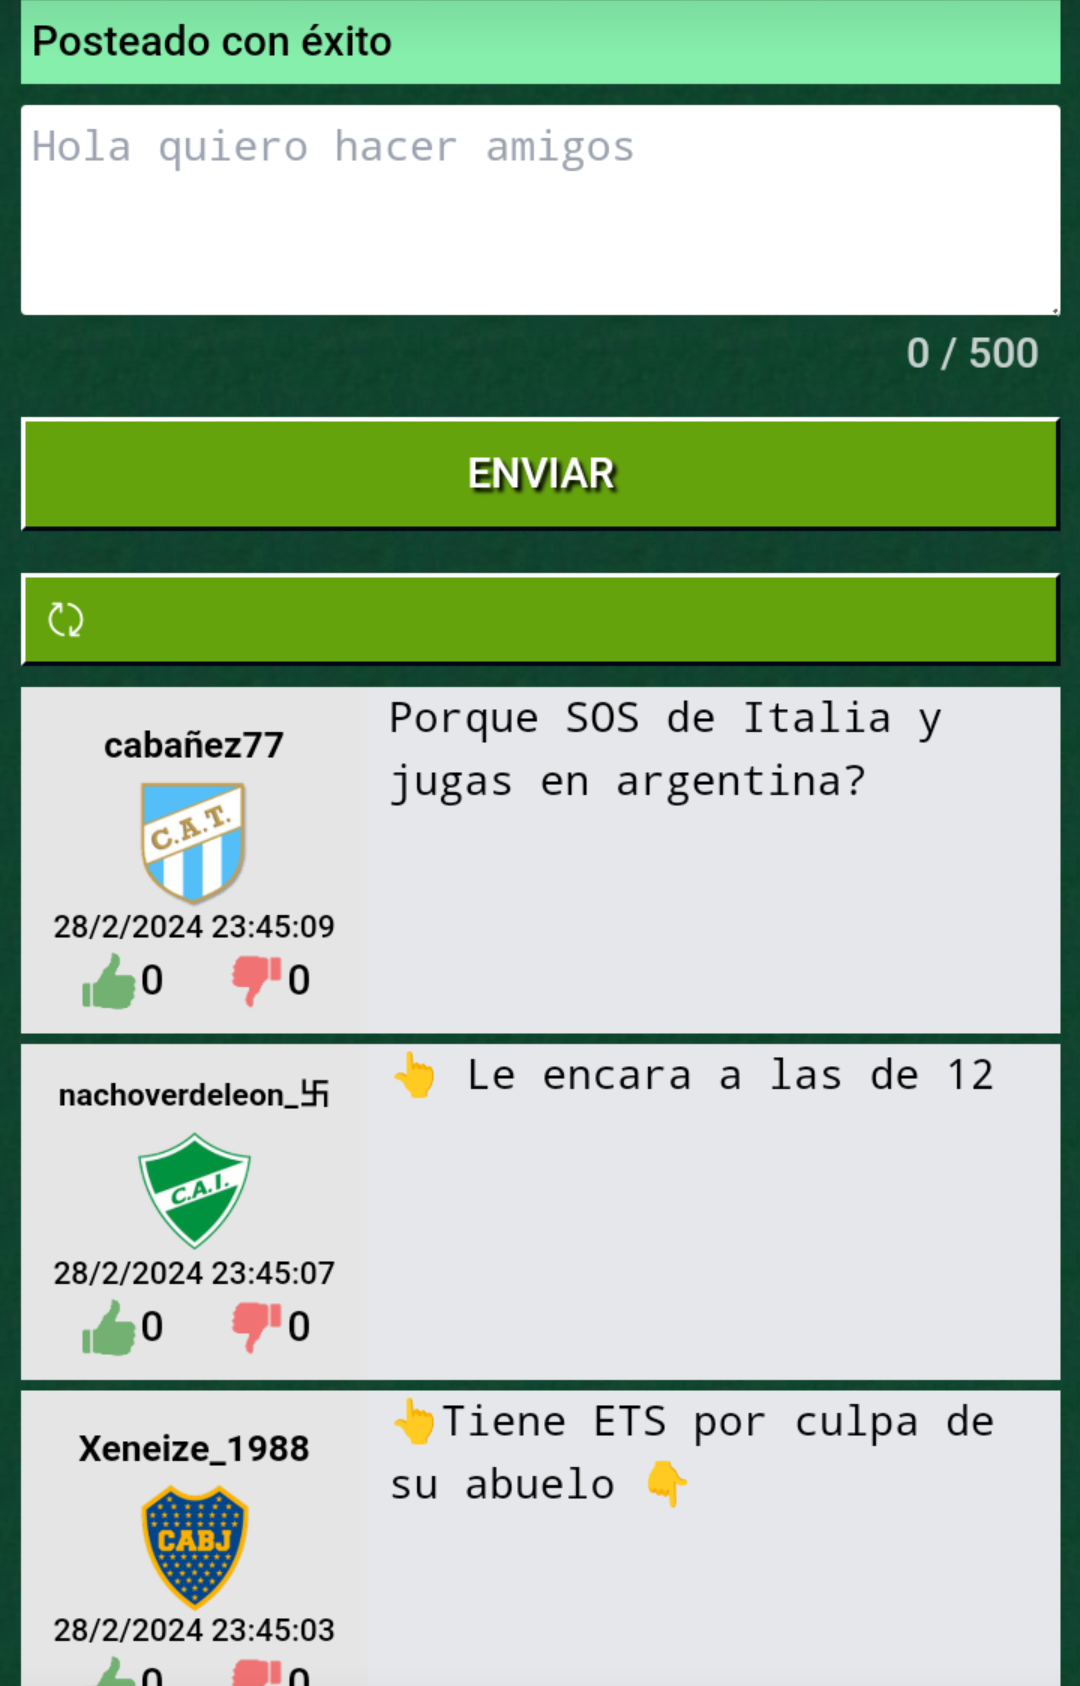 Posteado con éxito
Hola quiero hacer amigos
0 / 500
ENVIAR
cabañez77
C.A.T.
28/2/2024 23:45:09
0 0
Porque SOS de Italia y
jugas en argentina?
nachoverdeleon_卐
C.A.I.
28/2/2024 23:45:07
0 0
👆 Le encara a las de 12
Xeneize_1988
CABJ
28/2/2024 23:45:03
0 0
👆Tiene ETS por culpa de
su abuelo 👇